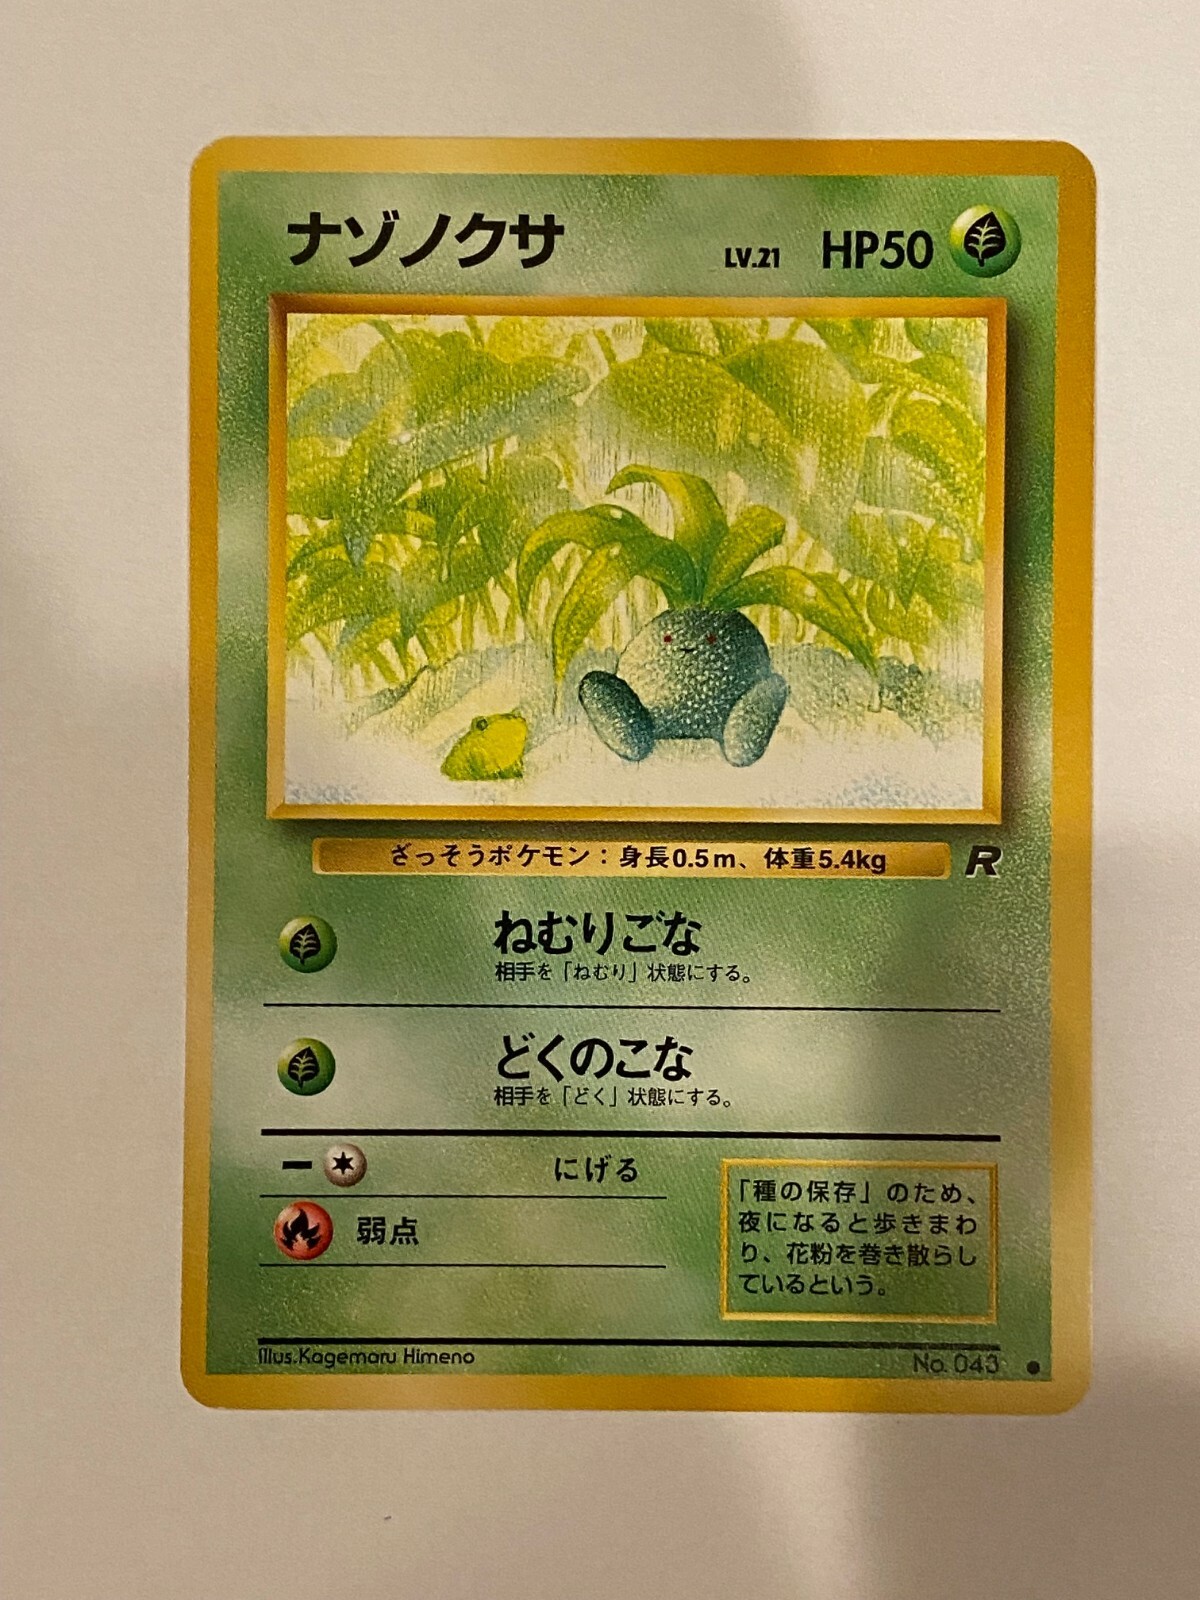 ナゾノクサ LV.21 HP50
ざっそうポケモン：身長0.5m、体重5.4kg R
ねむりごな
相手を「ねむり」状態にする。
どくのこな
相手を「どく」状態にする。
にげる
弱点
「種の保存」のため、
夜になると歩きまわ
り、花粉を巻き散らし
ているという。
Illus.Kagemaru Himeno No. 043